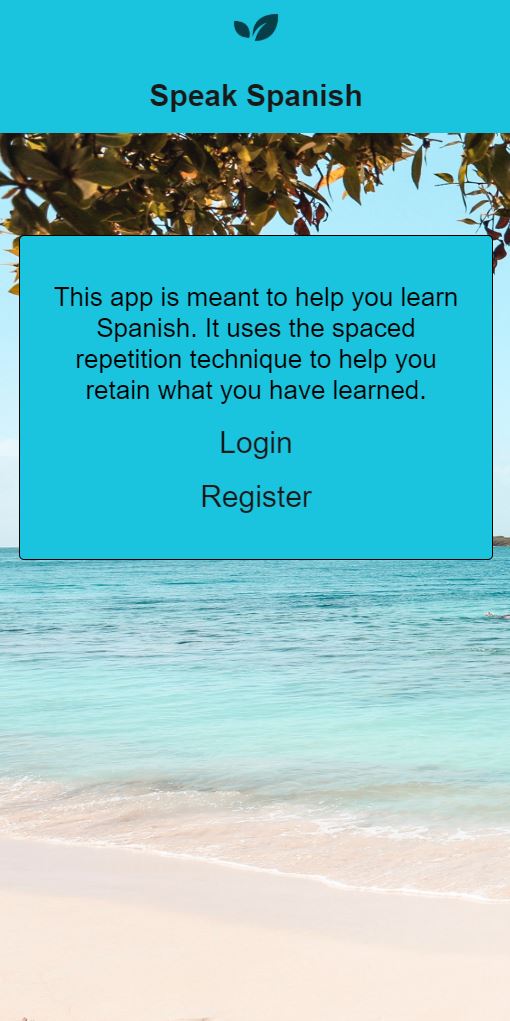 Speak Spanish
This app is meant to help you learn
Spanish. It uses the spaced
repetition technique to help you
retain what you have learned.
Login
Register